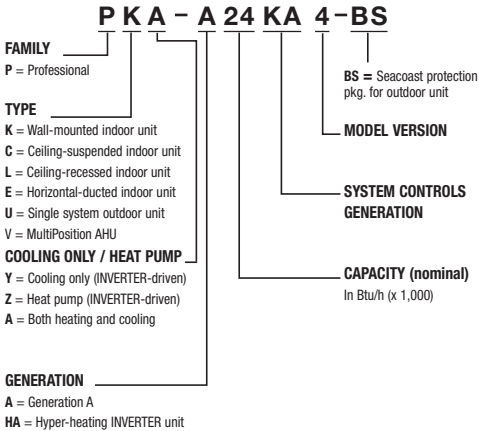 P K A – A 24 KA 4 – BS
FAMILY
P = Professional
TYPE
K = Wall-mounted indoor unit
C = Ceiling-suspended indoor unit
L = Ceiling-recessed indoor unit
E = Horizontal-ducted indoor unit
U = Single system outdoor unit
V = MultiPosition AHU
COOLING ONLY / HEAT PUMP
Y = Cooling only (INVERTER-driven)
Z = Heat pump (INVERTER-driven)
A = Both heating and cooling
GENERATION
A = Generation A
HA = Hyper-heating INVERTER unit
BS = Seacoast protection
pkg. for outdoor unit
MODEL VERSION
SYSTEM CONTROLS
GENERATION
CAPACITY (nominal)
In Btu/h (x 1,000)